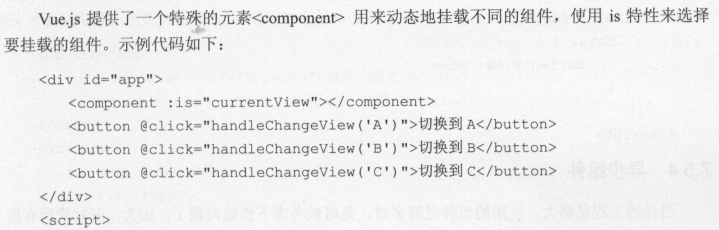 Vue.js 提供了一个特殊的元素<component> 用来动态地挂载不同的组件，使用 is 特性来选择
要挂载的组件。示例代码如下：
<div id="app">
<component :is="currentView"></component>
<button @click="handleChangeView('A')">切换到 A</button>
<button @click="handleChangeView('B')">切换到 B</button>
<button @click="handleChangeView('C')">切换到 C</button>
</div>
<script>